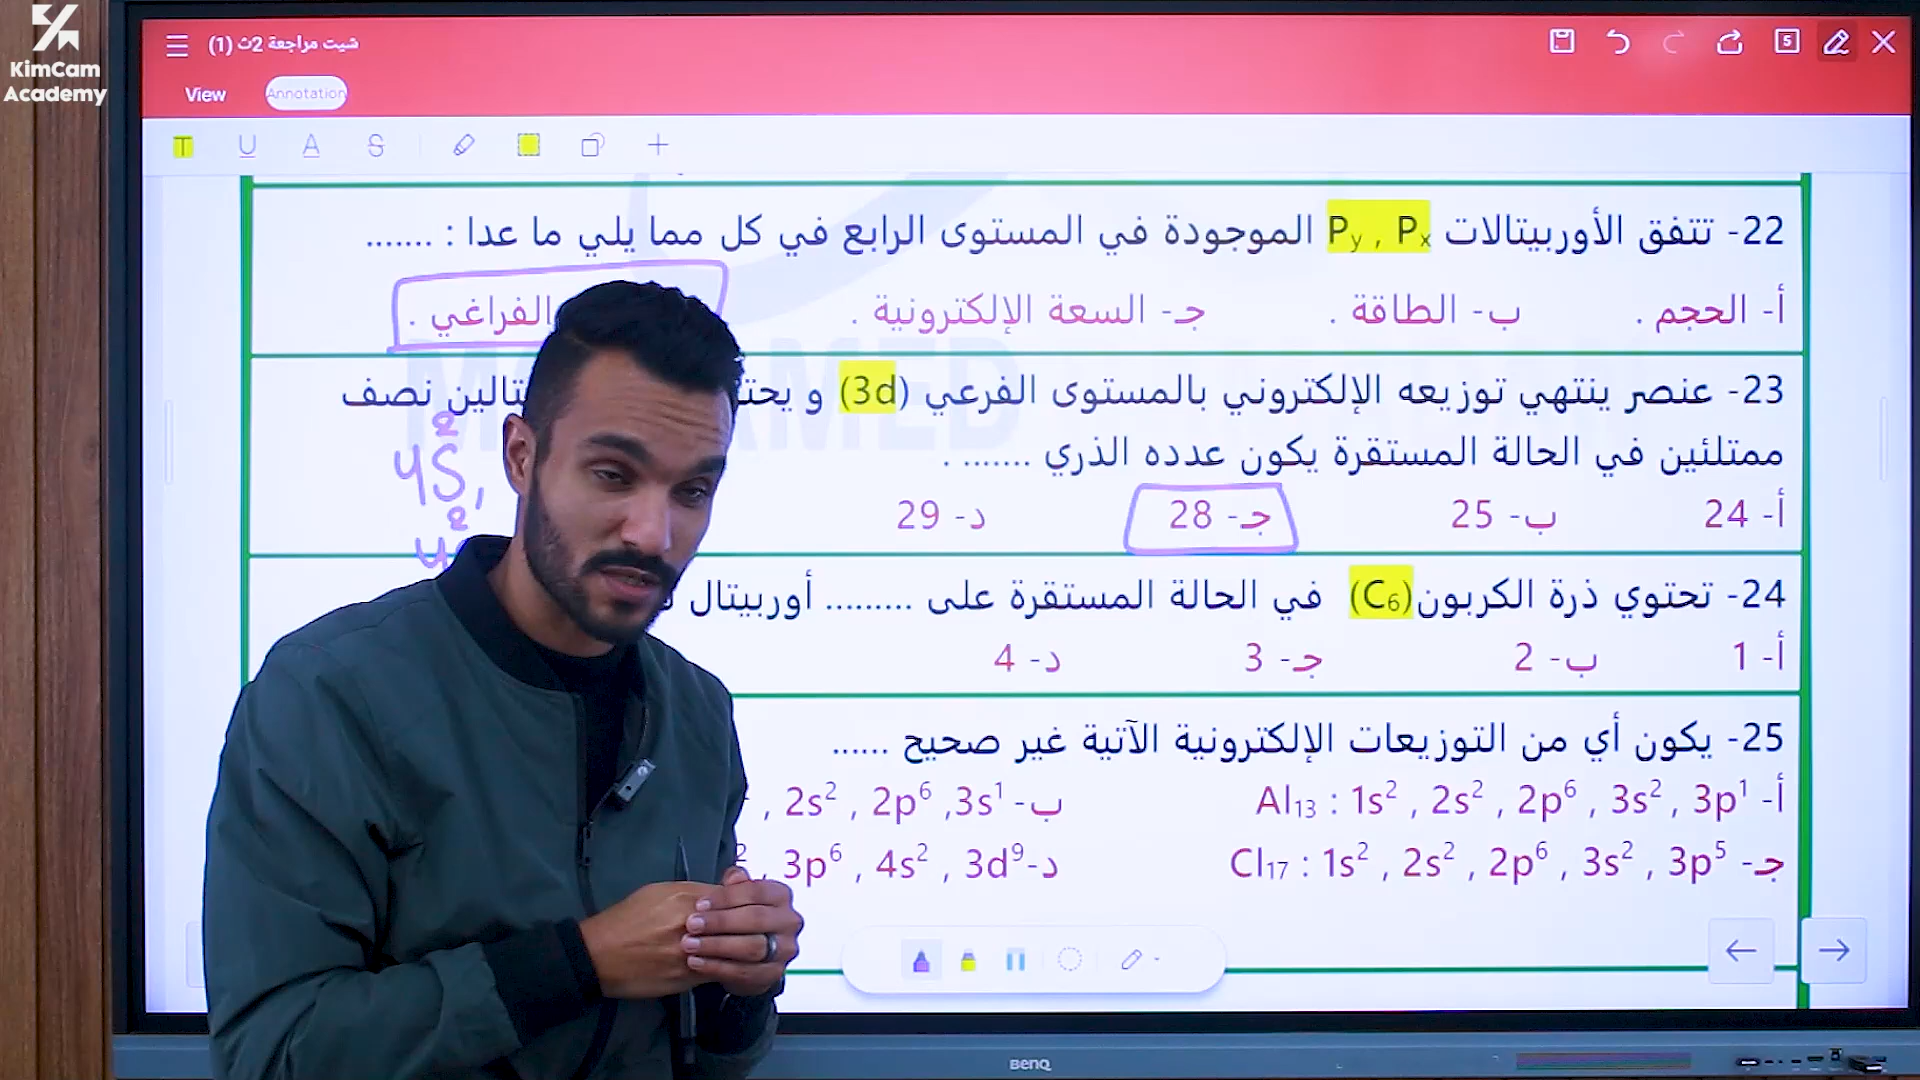 KimCam
Academy
شيت مراجعة 2ث (1)
View
Annotation
5
T U A S
22- تتفق الأوربيتالات Px , Py الموجودة في المستوى الرابع في كل مما يلي ما عدا : .......
أ- الحجم . ب- الطاقة . جـ- السعة الإلكترونية . الفراغي .
23- عنصر ينتهي توزيعه الإلكتروني بالمستوى الفرعي (3d) و نصف
ممتلئين في الحالة المستقرة يكون عدده الذري ....... .
أ- 24 ب- 25 جـ- 28 د- 29
4s²,
24- تحتوي ذرة الكربون(C₆) في الحالة المستقرة على ......... أوربيتال
أ- 1 ب- 2 جـ- 3 د- 4
25- يكون أي من التوزيعات الإلكترونية الآتية غير صحيح ......
أ- Al₁₃ : 1s² , 2s² , 2p⁶ , 3s² , 3p¹ ب- , 2s² , 2p⁶ ,3s¹
جـ- Cl₁₇ : 1s² , 2s² , 2p⁶ , 3s² , 3p⁵ د- ² , 3p⁶ , 4s² , 3d⁹
BenQ